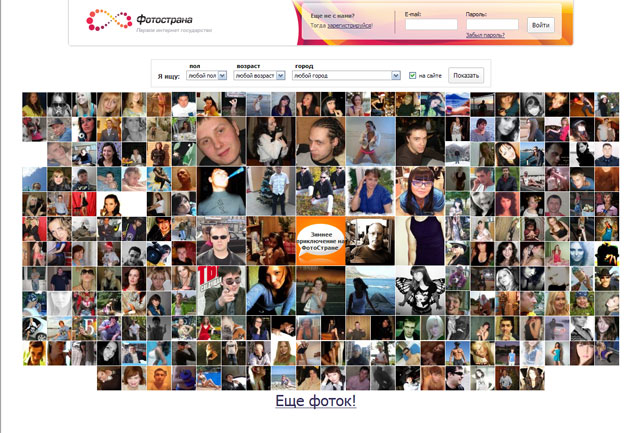 Фотострана
Первое интернет государство
Еще не с нами?
Тогда зарегистрируйся!
E-mail:
Пароль:
Войти
Забыл пароль?
Я ищу:
пол
любой пол
возраст
любой возраст
город
любой город
на сайте
Показать
Зимнее
приключение на
ФотоСтране
Еще фоток!